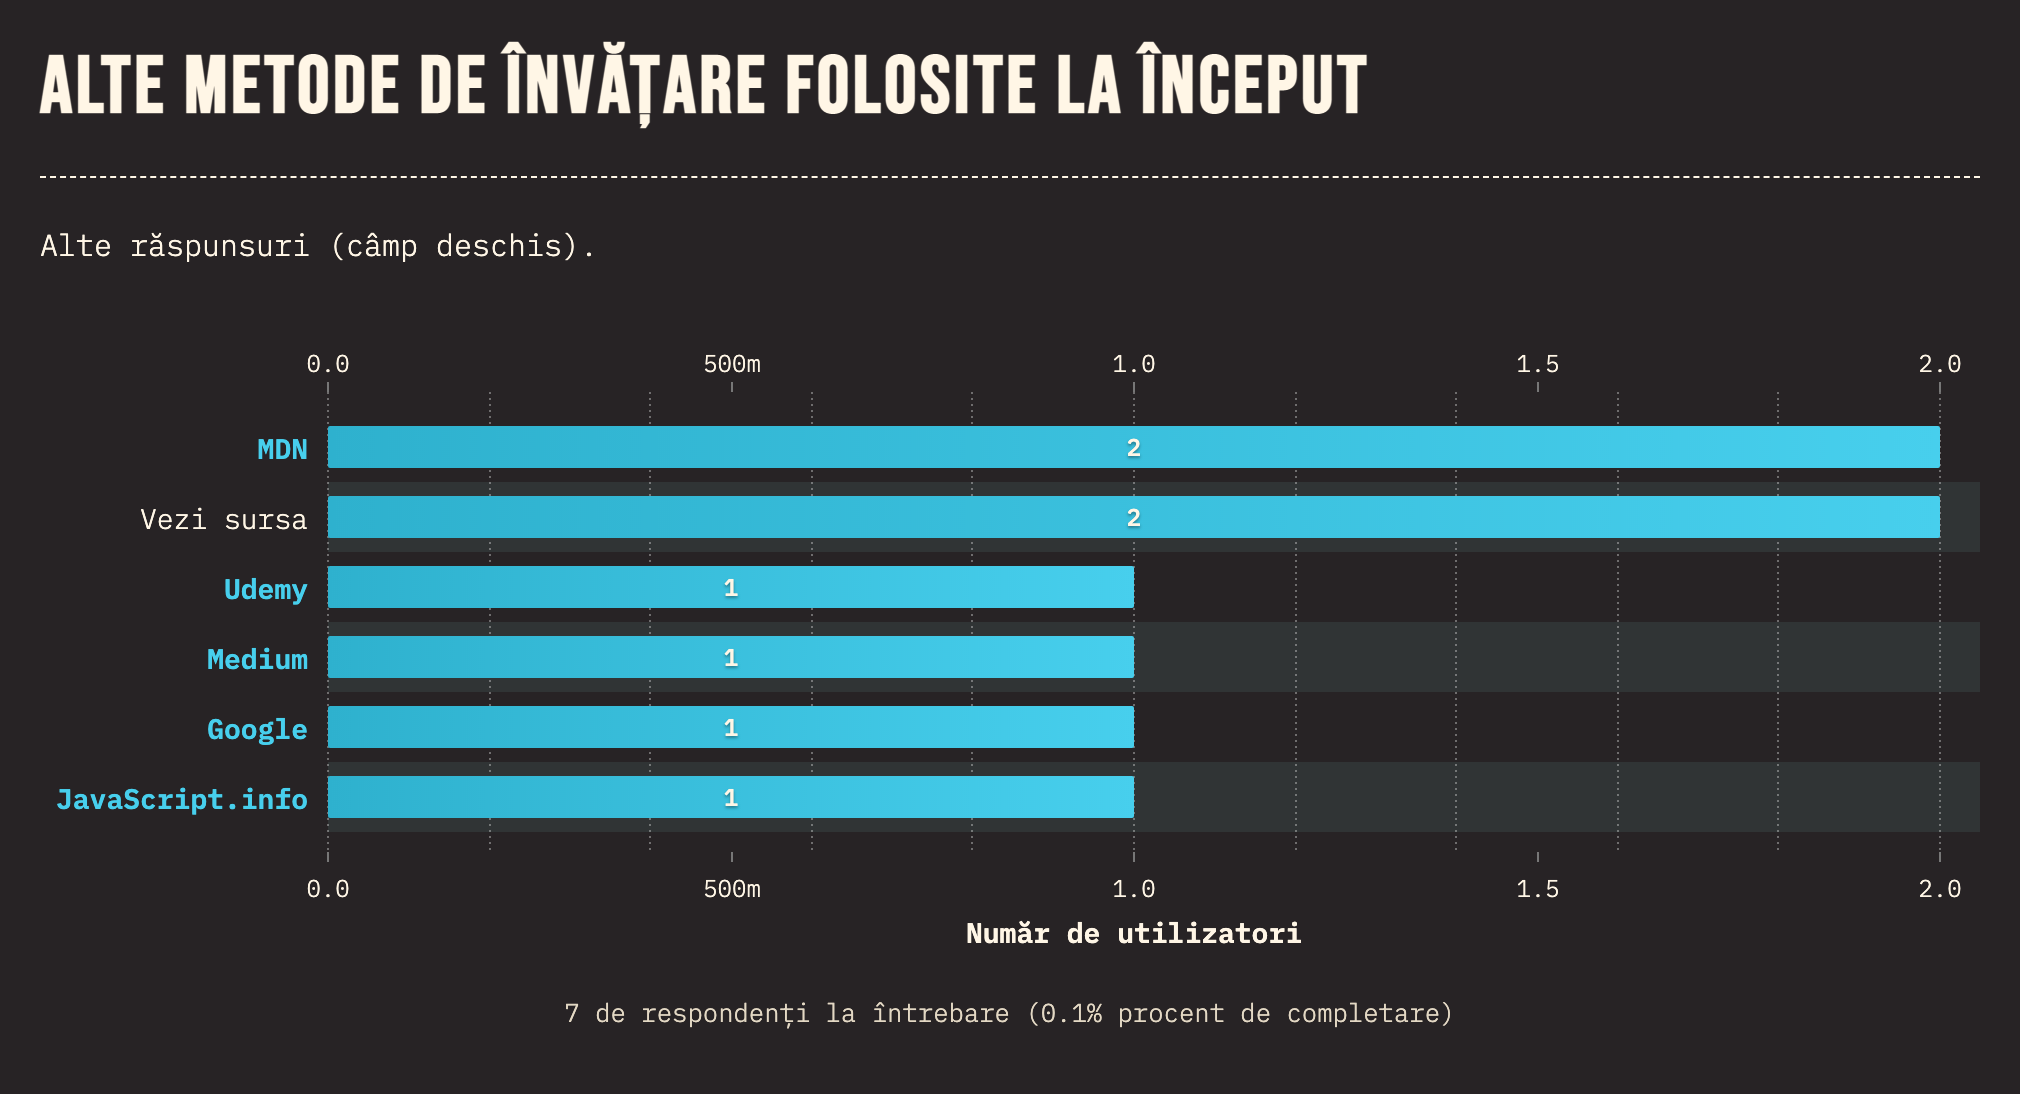 ALTE METODE DE ÎNVĂȚARE FOLOSITE LA ÎNCEPUT
Alte răspunsuri (câmp deschis).
0.0 500m 1.0 1.5 2.0
MDN 2
Vezi sursa 2
Udemy 1
Medium 1
Google 1
JavaScript.info 1
0.0 500m 1.0 1.5 2.0
Număr de utilizatori
7 de respondenți la întrebare (0.1% procent de completare)